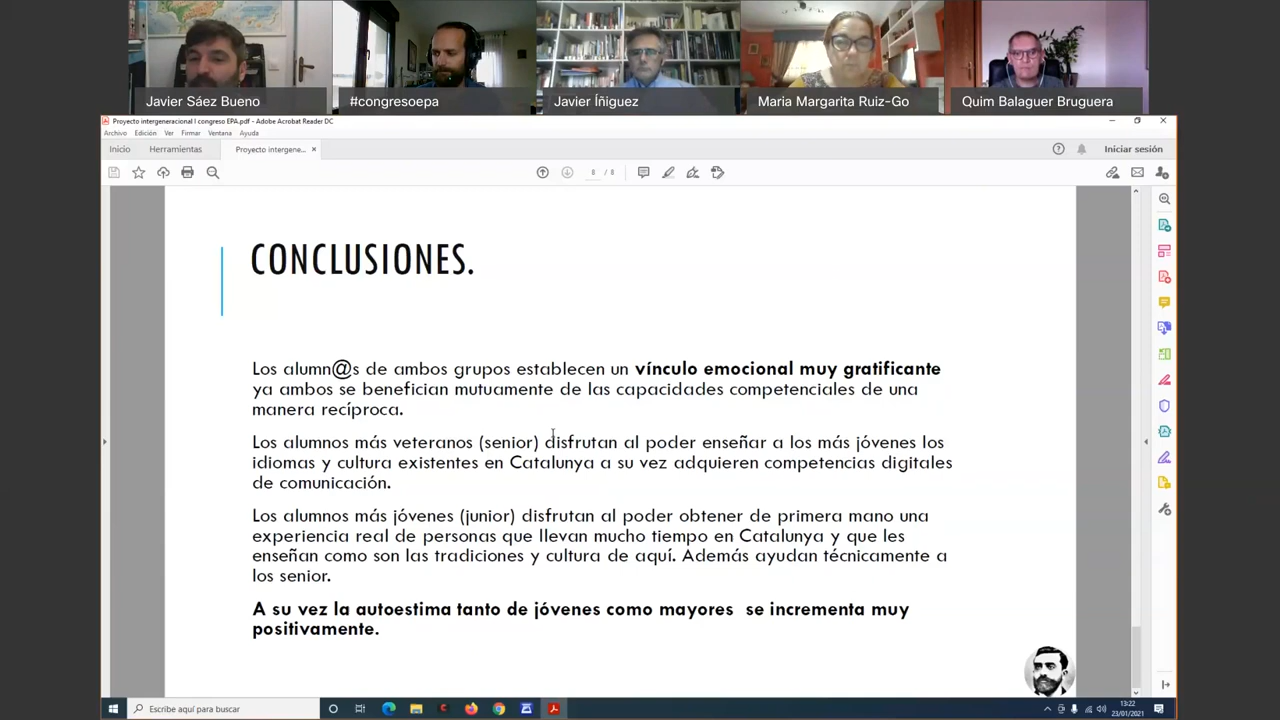 Javier Sáez Bueno
#congresoepa
Javier Íñiguez
Maria Margarita Ruiz-Go
Quim Balaguer Bruguera
Proyecto intergeneracional I congreso EPA.pdf - Adobe Acrobat Reader DC
Archivo Edición Ver Firmar Ventana Ayuda
Inicio Herramientas Proyecto intergene... × Iniciar sesión
8 / 8
CONCLUSIONES.
Los alumn@s de ambos grupos establecen un vínculo emocional muy gratificante
ya ambos se benefician mutuamente de las capacidades competenciales de una
manera recíproca.
Los alumnos más veteranos (senior) disfrutan al poder enseñar a los más jóvenes los
idiomas y cultura existentes en Catalunya a su vez adquieren competencias digitales
de comunicación.
Los alumnos más jóvenes (junior) disfrutan al poder obtener de primera mano una
experiencia real de personas que llevan mucho tiempo en Catalunya y que les
enseñan como son las tradiciones y cultura de aquí. Además ayudan técnicamente a
los senior.
A su vez la autoestima tanto de jóvenes como mayores se incrementa muy
positivamente.
Escribe aquí para buscar
13:22
23/01/2021